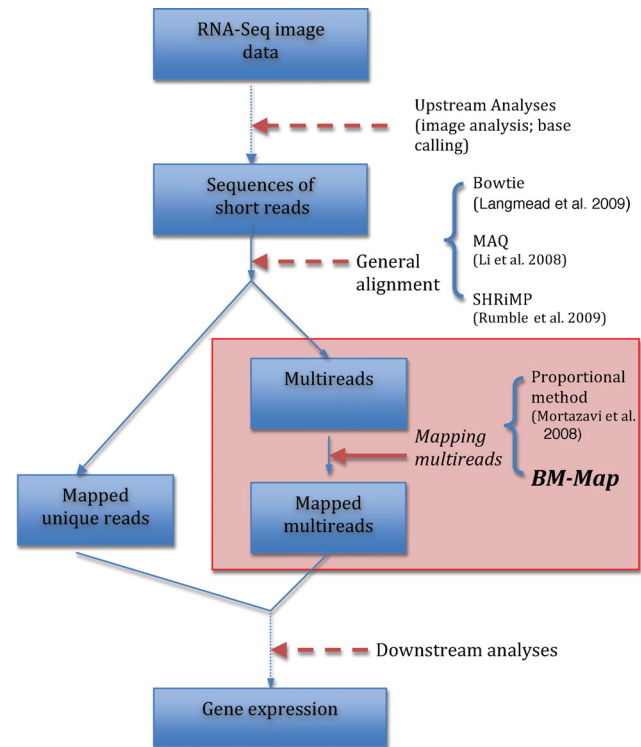 RNA-Seq image
data
Upstream Analyses
(image analysis; base
calling)
Sequences of
short reads
Bowtie
(Langmead et al. 2009)
MAQ
(Li et al. 2008)
SHRiMP
(Rumble et al. 2009)
General
alignment
Multireads
Proportional
method
(Mortazavi et al.
2008)
Mapping
multireads
BM-Map
Mapped
unique reads
Mapped
multireads
Downstream analyses
Gene expression